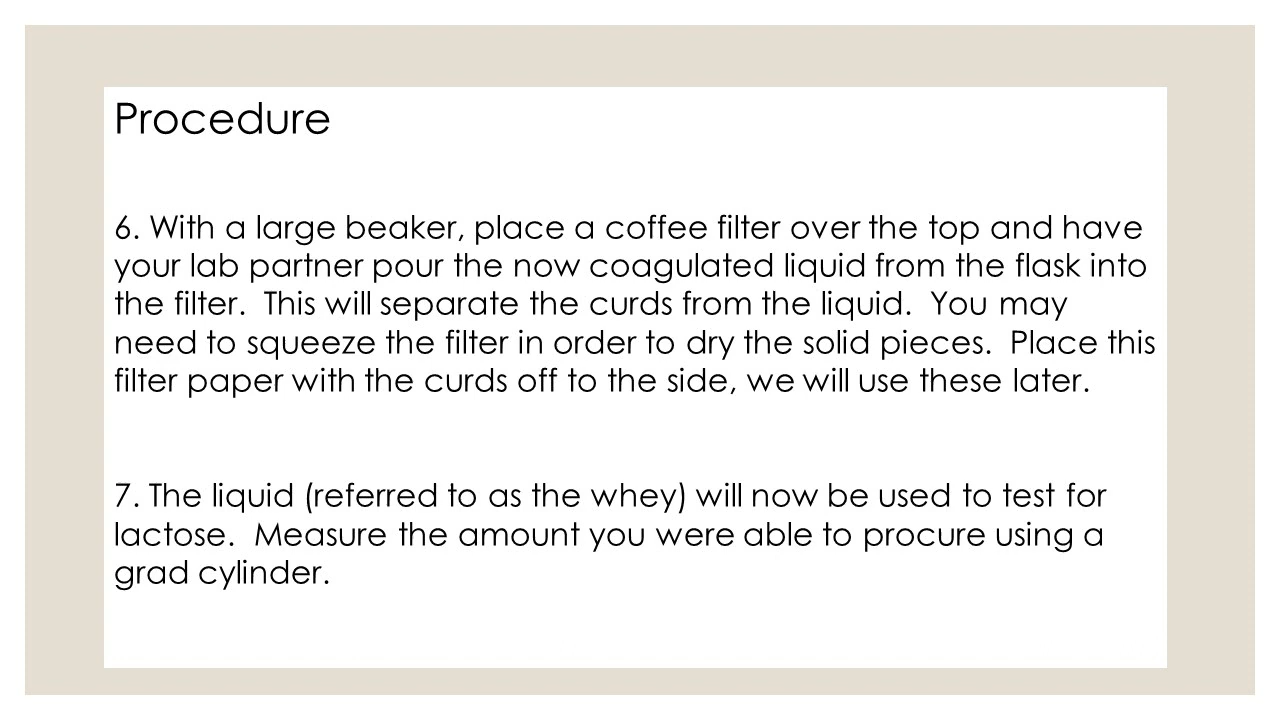 Procedure
6. With a large beaker, place a coffee filter over the top and have
your lab partner pour the now coagulated liquid from the flask into
the filter.  This will separate the curds from the liquid.  You may
need to squeeze the filter in order to dry the solid pieces.  Place this
filter paper with the curds off to the side, we will use these later.
7. The liquid (referred to as the whey) will now be used to test for
lactose.  Measure the amount you were able to procure using a
grad cylinder.